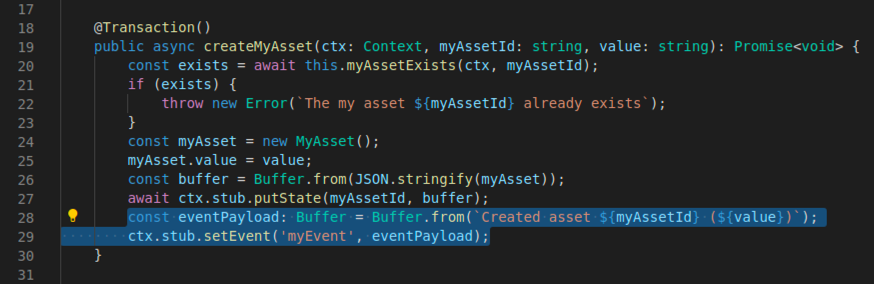 17
18 @Transaction()
19 public async createMyAsset(ctx: Context, myAssetId: string, value: string): Promise<void> {
20 const exists = await this.myAssetExists(ctx, myAssetId);
21 if (exists) {
22 throw new Error(`The my asset ${myAssetId} already exists`);
23 }
24 const myAsset = new MyAsset();
25 myAsset.value = value;
26 const buffer = Buffer.from(JSON.stringify(myAsset));
27 await ctx.stub.putState(myAssetId, buffer);
28 const eventPayload: Buffer = Buffer.from(`Created asset ${myAssetId} (${value})`);
29 ctx.stub.setEvent('myEvent', eventPayload);
30 }
31